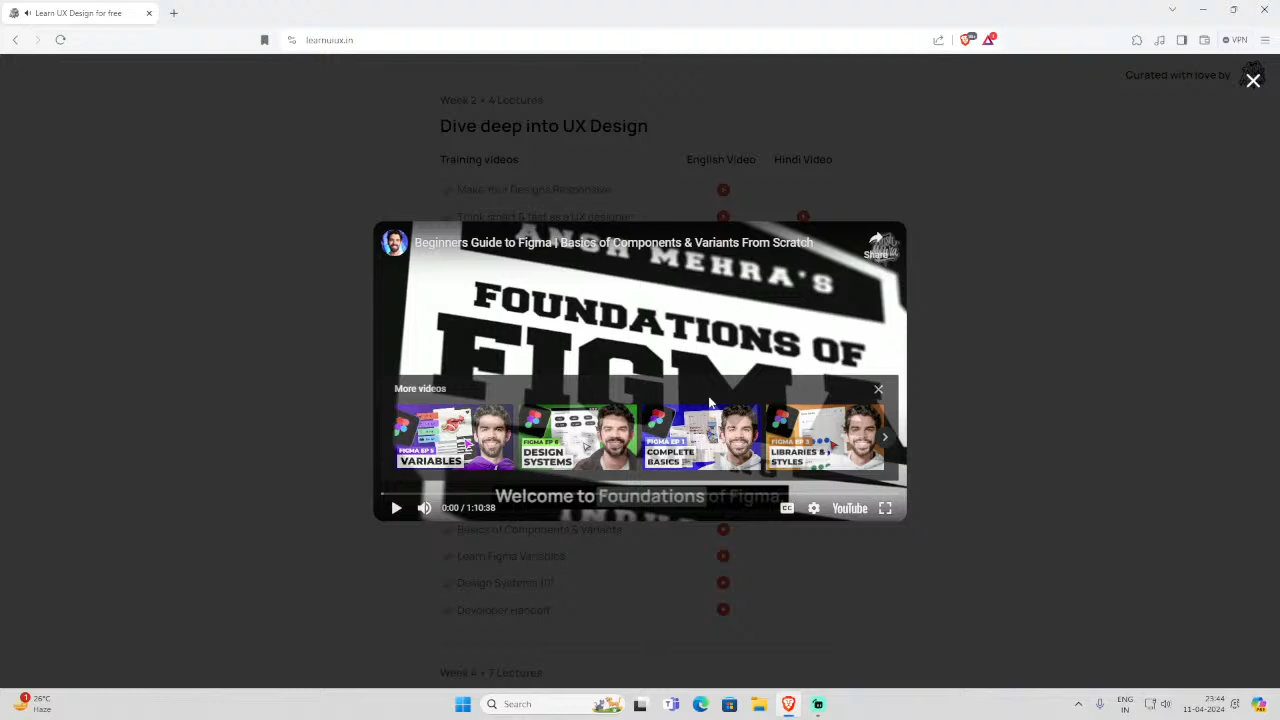 Learn UX Design for free
learnuiux.in
VPN
Curated with love by
Week 2 • 4 Lectures
Dive deep into UX Design
Training videos English Video Hindi Video
Make your Designs Responsive
Think smart & fast as a UX designer
Beginners Guide to Figma | Basics of Components & Variants From Scratch
Share
ANSH MEHRA'S
FOUNDATIONS OF
FIGMA
More videos
FIGMA EP 5
VARIABLES
FIGMA EP 6
DESIGN
SYSTEMS
FIGMA EP 1
COMPLETE
BASICS
FIGMA EP 3
LIBRARIES &
STYLES
Welcome to Foundations of Figma.
0:00 / 1:10:38
CC
YouTube
Basics of Components & Variants
Learn Figma Variables
Design Systems 101
Developer Handoff
Week 4 • 7 Lectures
1
26°C
Haze
Search
ENG
IN
23:44
11-04-2024